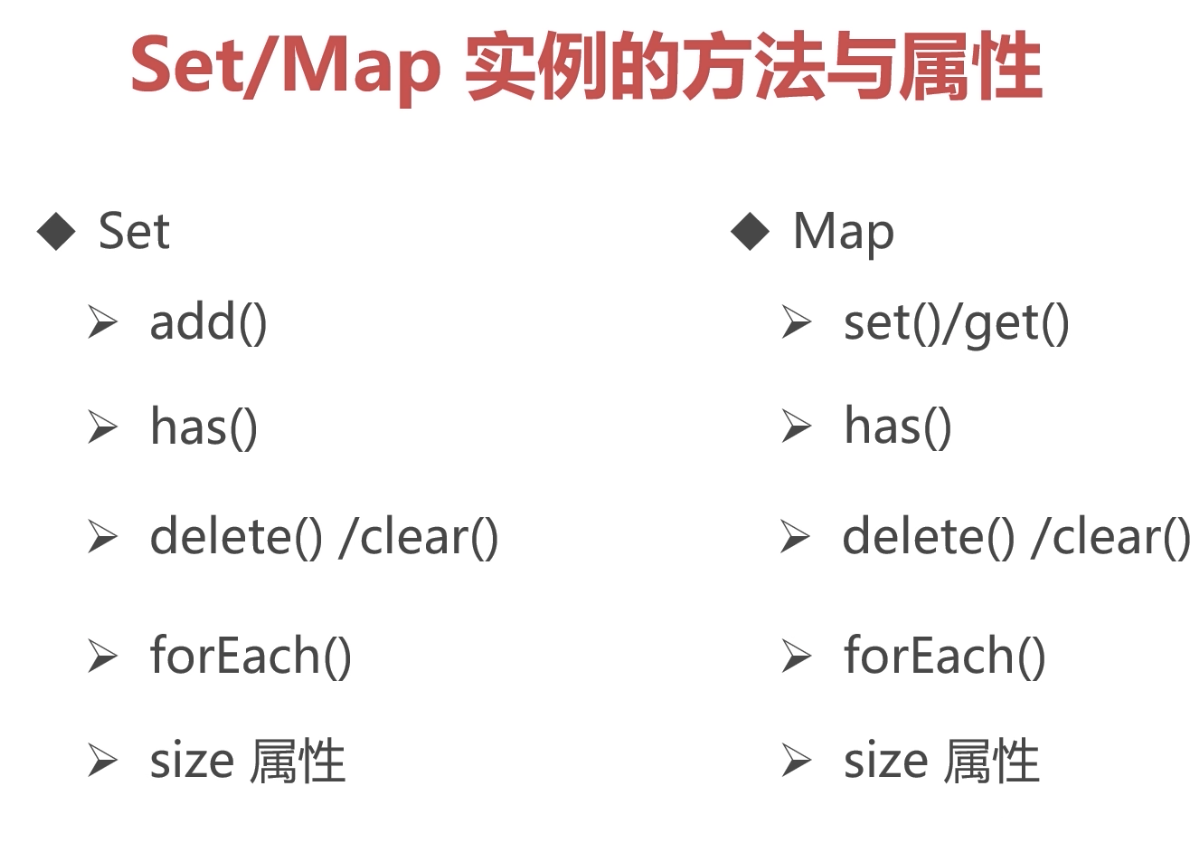 Set/Map 实例的方法与属性
◆ Set
➢ add()
➢ has()
➢ delete() /clear()
➢ forEach()
➢ size 属性
◆ Map
➢ set()/get()
➢ has()
➢ delete() /clear()
➢ forEach()
➢ size 属性